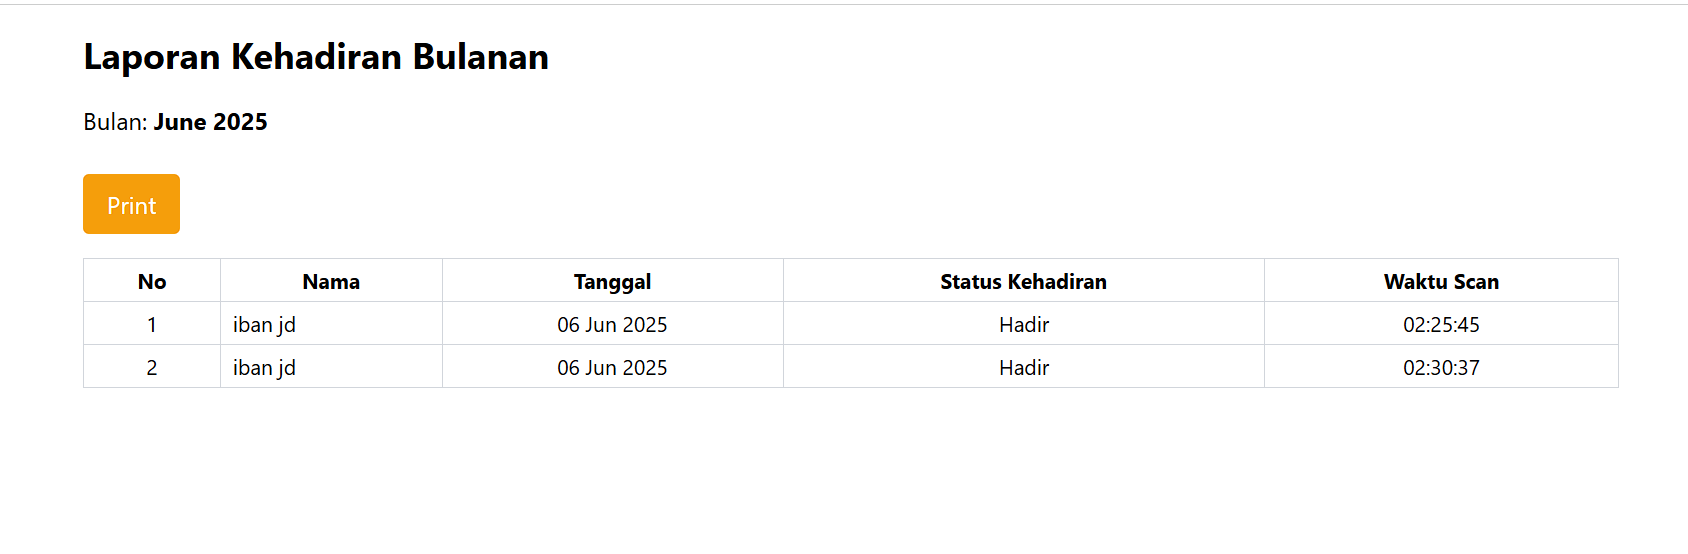 Laporan Kehadiran Bulanan
Bulan: June 2025
Print
No Nama Tanggal Status Kehadiran Waktu Scan
1 iban jd 06 Jun 2025 Hadir 02:25:45
2 iban jd 06 Jun 2025 Hadir 02:30:37